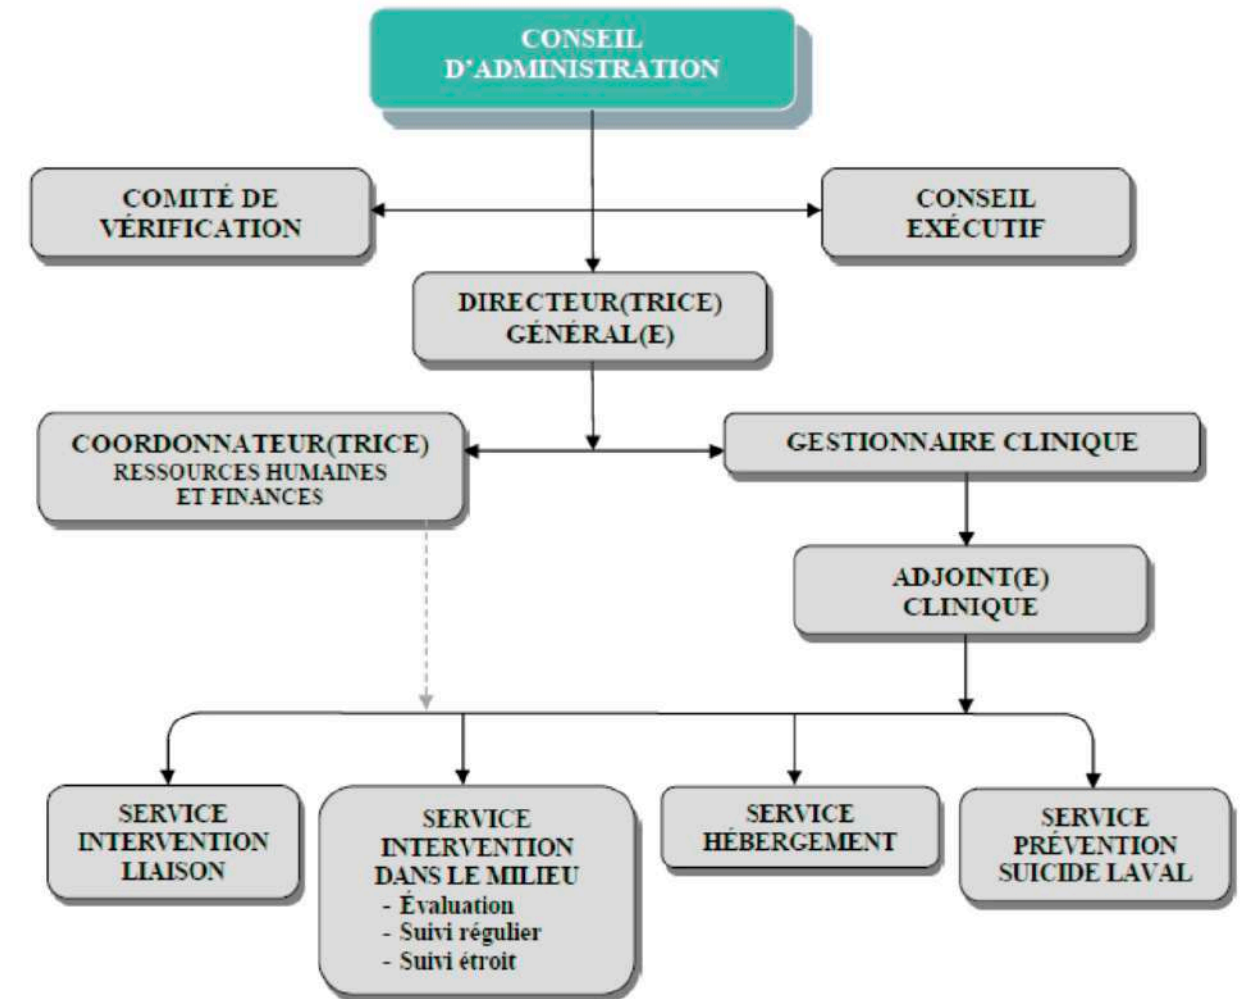 CONSEIL
D'ADMINISTRATION
COMITÉ DE
VÉRIFICATION
CONSEIL
EXÉCUTIF
DIRECTEUR(TRICE)
GÉNÉRAL(E)
COORDONNATEUR(TRICE)
RESSOURCES HUMAINES
ET FINANCES
GESTIONNAIRE CLINIQUE
ADJOINT(E)
CLINIQUE
SERVICE
INTERVENTION
LIAISON
SERVICE
INTERVENTION
DANS LE MILIEU
- Évaluation
- Suivi régulier
- Suivi étroit
SERVICE
HÉBERGEMENT
SERVICE
PRÉVENTION
SUICIDE LAVAL